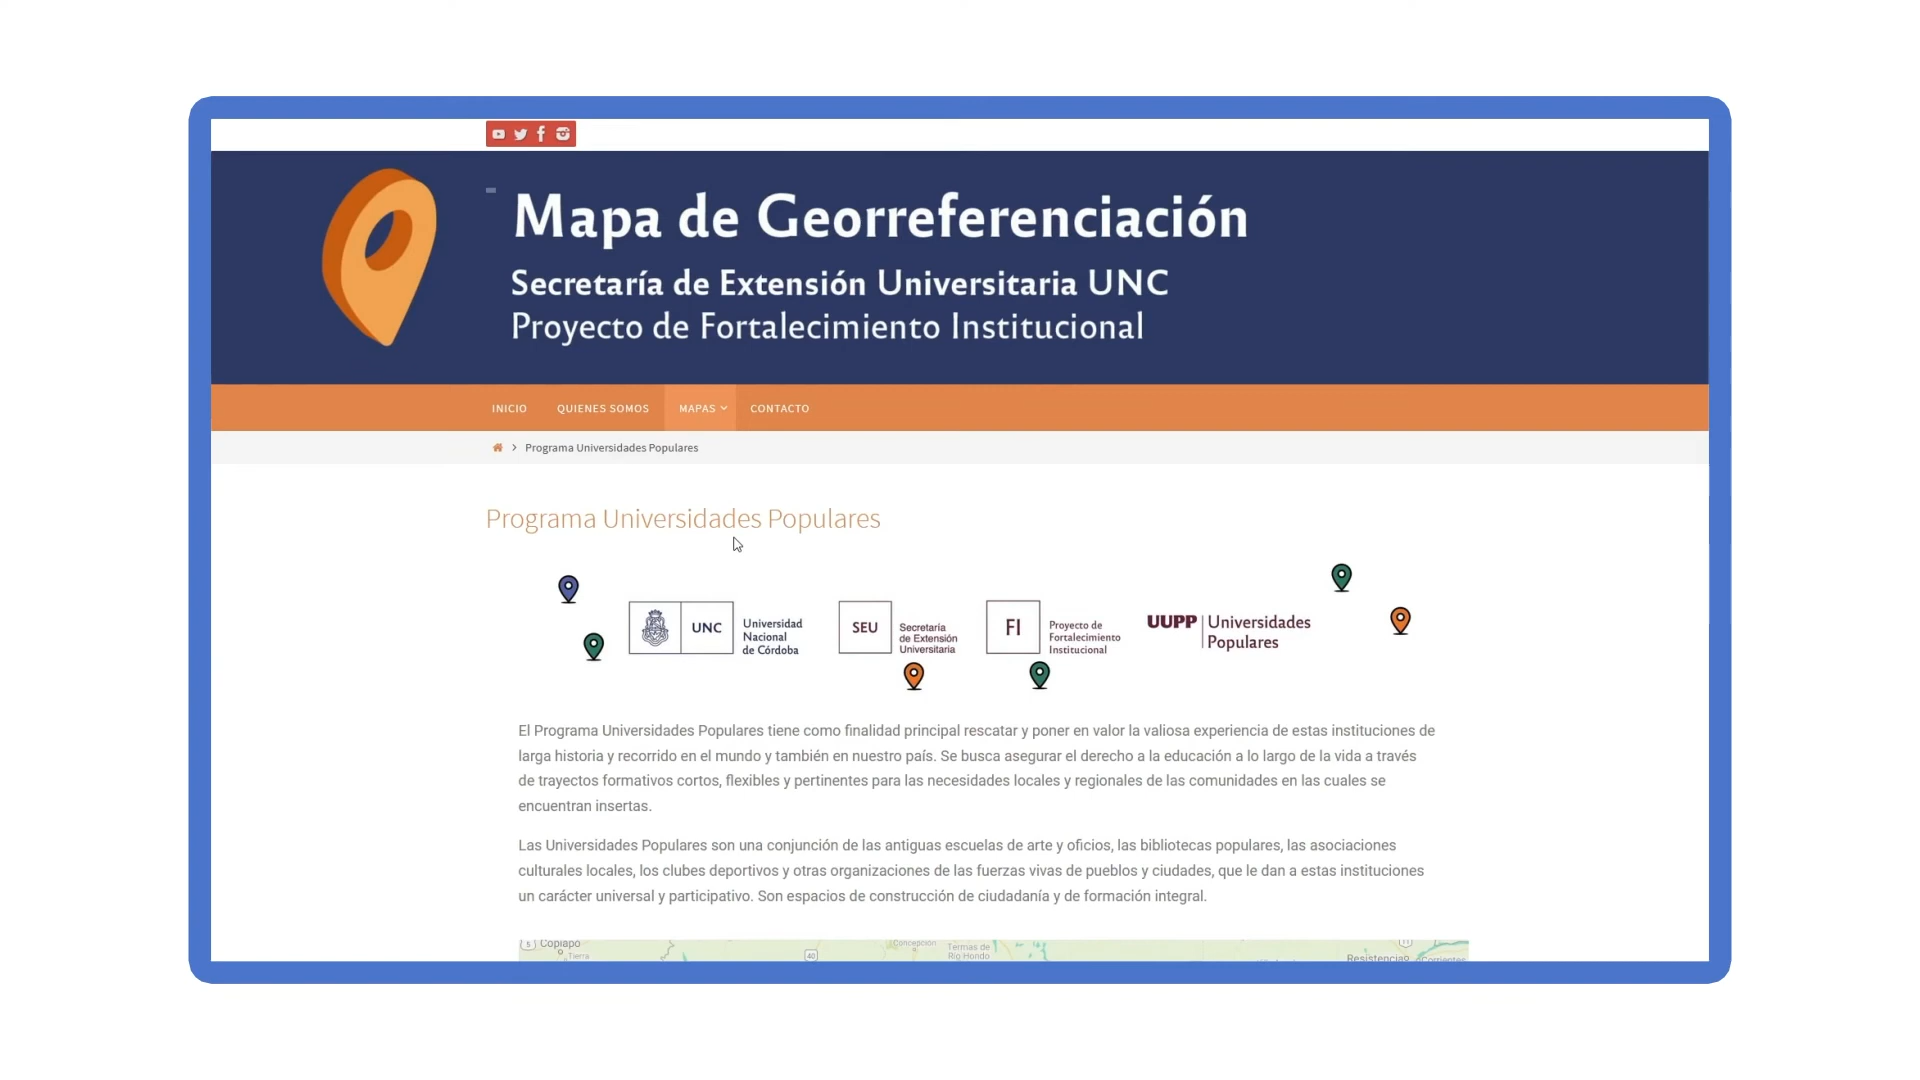 Mapa de Georreferenciación
Secretaría de Extensión Universitaria UNC
Proyecto de Fortalecimiento Institucional
INICIO QUIENES SOMOS MAPAS CONTACTO
Programa Universidades Populares
Programa Universidades Populares
UNC Universidad
Nacional
de Córdoba
SEU Secretaría
de Extensión
Universitaria
FI Proyecto de
Fortalecimiento
Institucional
UUPP Universidades
Populares
El Programa Universidades Populares tiene como finalidad principal rescatar y poner en valor la valiosa experiencia de estas instituciones de
larga historia y recorrido en el mundo y también en nuestro país. Se busca asegurar el derecho a la educación a lo largo de la vida a través
de trayectos formativos cortos, flexibles y pertinentes para las necesidades locales y regionales de las comunidades en las cuales se
encuentran insertas.
Las Universidades Populares son una conjunción de las antiguas escuelas de arte y oficios, las bibliotecas populares, las asociaciones
culturales locales, los clubes deportivos y otras organizaciones de las fuerzas vivas de pueblos y ciudades, que le dan a estas instituciones
un carácter universal y participativo. Son espacios de construcción de ciudadanía y de formación integral.
5 Copiapó
Tierra
40
Concepción
Termas de
Río Hondo
11
Resistencia
Corrientes